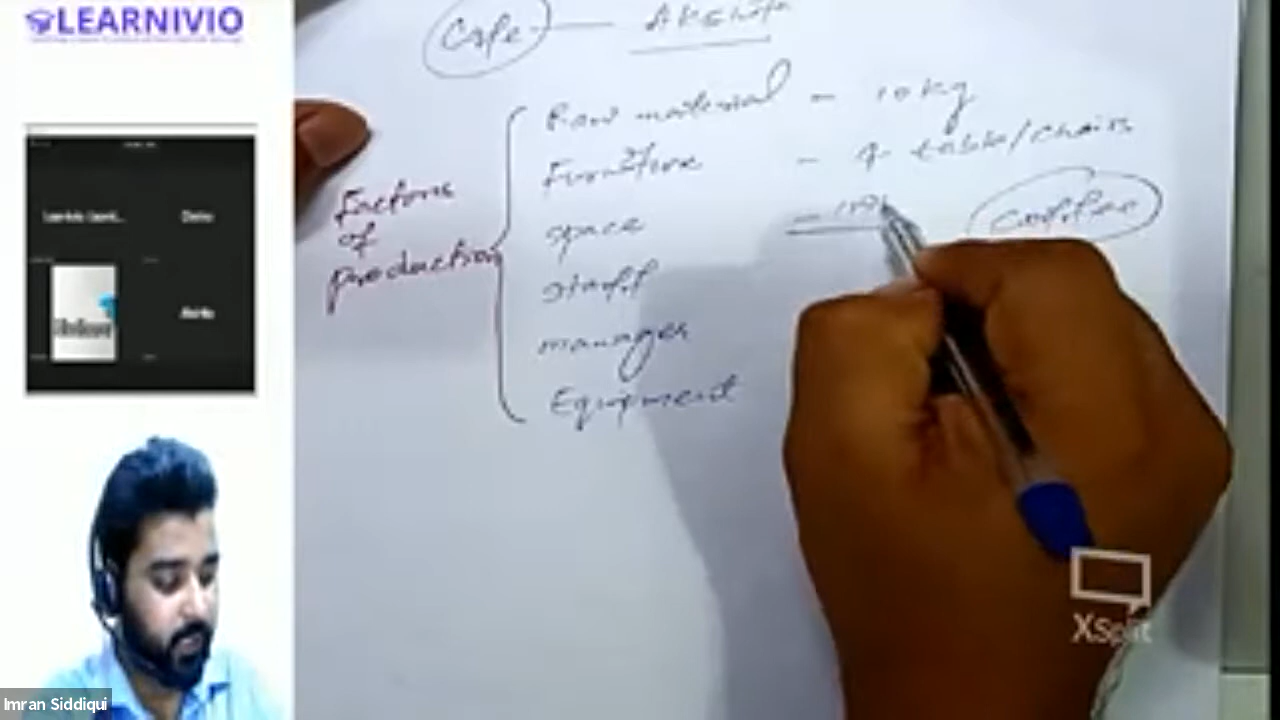 LEARNIVIO
Cafe — Akshita
Raw material - 10 kg
Furniture - 4 table/chairs
space
staff
manager
Equipment
Factors
of
production
XSplit
Imran Siddiqui